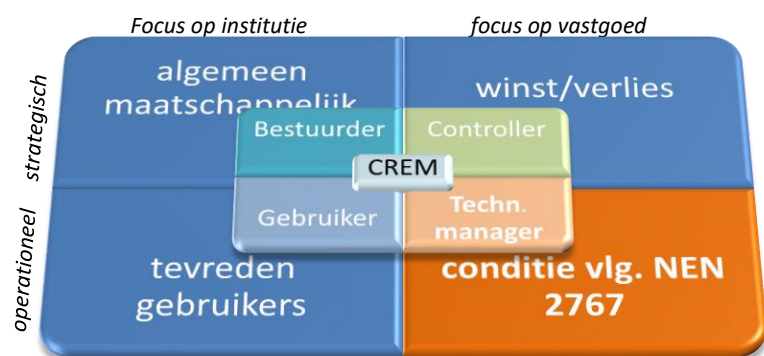 Focus op institutie
focus op vastgoed
strategisch
algemeen
maatschappelijk
winst/verlies
Bestuurder
Controller
CREM
Gebruiker
Techn.
manager
operationeel
tevreden
gebruikers
conditie vlg. NEN
2767